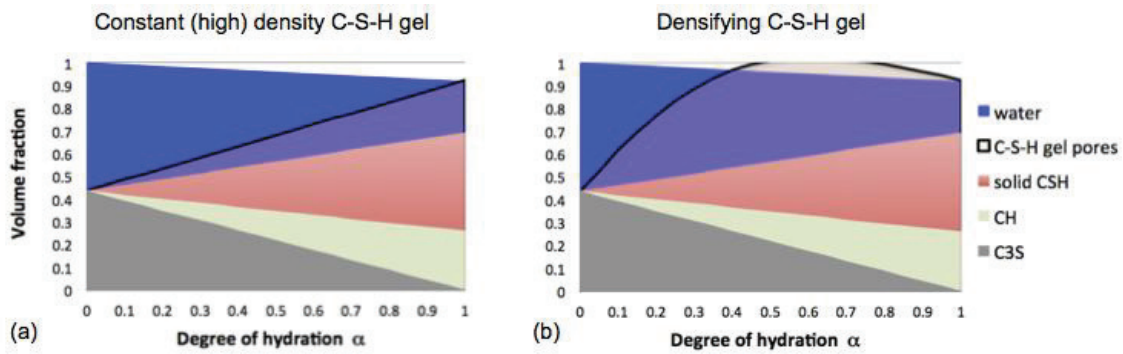 Constant (high) density C-S-H gel
Densifying C-S-H gel
Volume fraction
1
0.9
0.8
0.7
0.6
0.5
0.4
0.3
0.2
0.1
0
0 0.1 0.2 0.3 0.4 0.5 0.6 0.7 0.8 0.9 1
Degree of hydration α
(a)
1
0.9
0.8
0.7
0.6
0.5
0.4
0.3
0.2
0.1
0
0 0.1 0.2 0.3 0.4 0.5 0.6 0.7 0.8 0.9 1
Degree of hydration α
(b)
water
C-S-H gel pores
solid CSH
CH
C3S